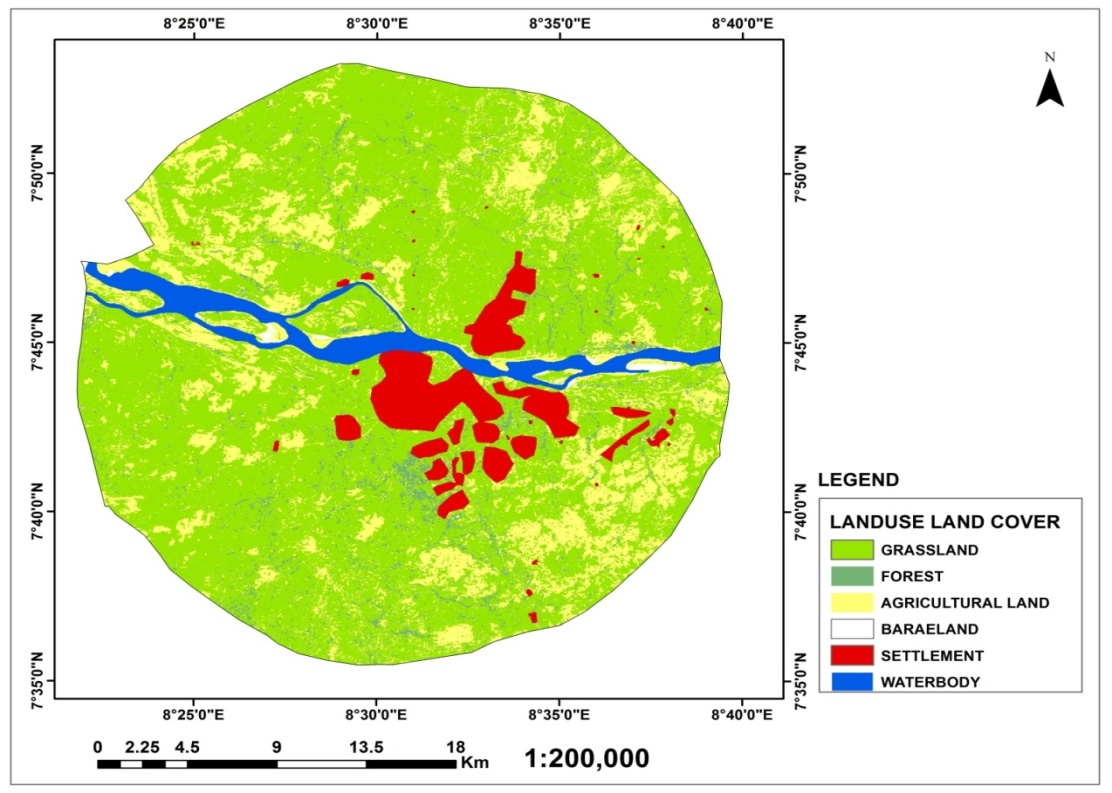 8°25'0"E 8°30'0"E 8°35'0"E 8°40'0"E
N
7°50'0"N 7°50'0"N
7°45'0"N 7°45'0"N
7°40'0"N 7°40'0"N
7°35'0"N 7°35'0"N
LEGEND
LANDUSE LAND COVER
GRASSLAND
FOREST
AGRICULTURAL LAND
BARAELAND
SETTLEMENT
WATERBODY
8°25'0"E 8°30'0"E 8°35'0"E 8°40'0"E
0 2.25 4.5 9 13.5 18
Km
1:200,000